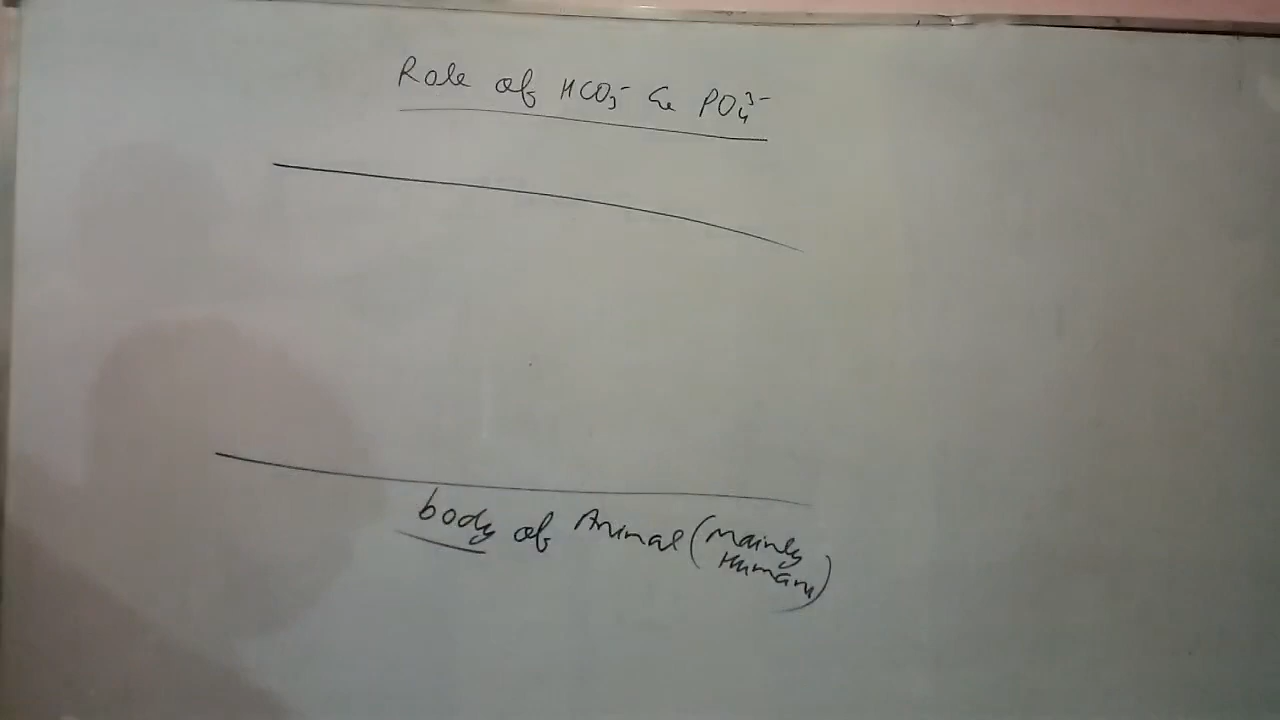 Role of HCO₃⁻ & PO₄³⁻
body of Animal (Mainly
Human)